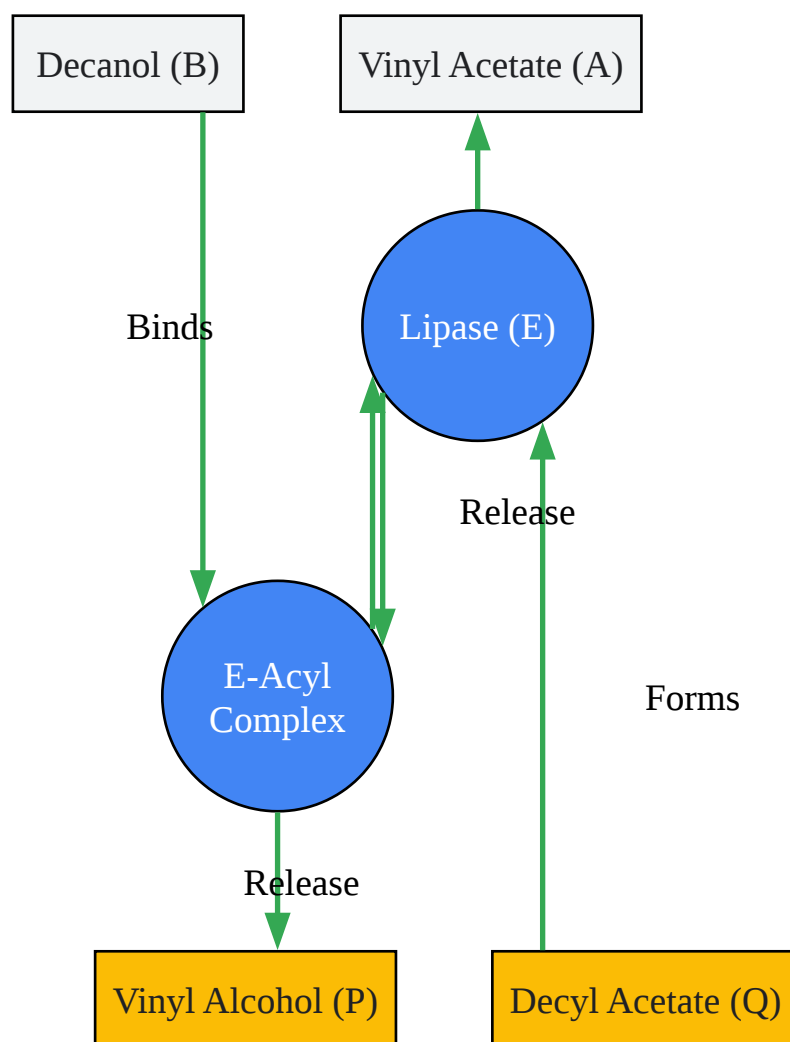 Decanol (B)
Vinyl Acetate (A)
Binds
Lipase (E)
Release
E-Acyl
Complex
Forms
Release
Vinyl Alcohol (P)
Decyl Acetate (Q)